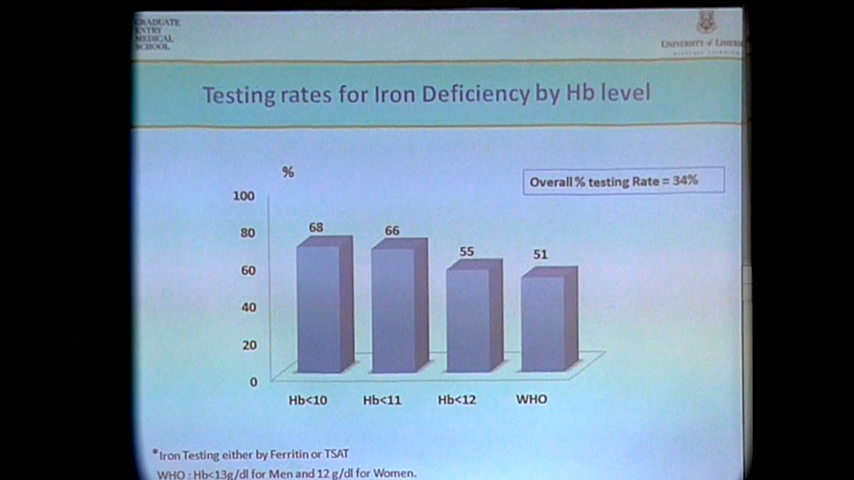 GRADUATE
ENTRY
MEDICAL
SCHOOL
UNIVERSITY of LIMERI
Testing rates for Iron Deficiency by Hb level
%
Overall % testing Rate = 34%
100
80
60
40
20
0
68
66
55
51
Hb<10 Hb<11 Hb<12 WHO
*Iron Testing either by Ferritin or TSAT
WHO : Hb<13g/dl for Men and 12 g/dl for Women.